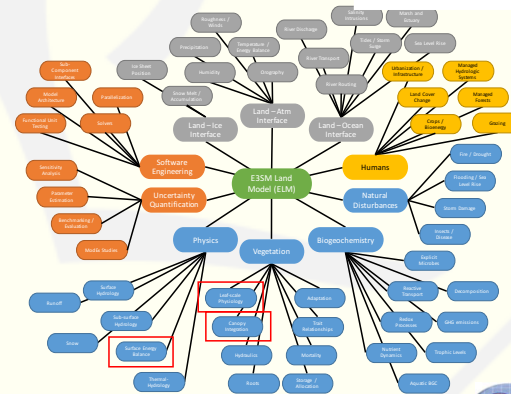 Salinity
Intrusions
Marsh and
Estuary
Roughness /
Winds
River Discharge
Tides / Storm
Surge
Sea Level Rise
Precipitation
Temperature /
Energy Balance
River Transport
Sub-
Component
Interfaces
Ice Sheet
Position
Humidity
Orography
Urbanization /
Infrastructure
Managed
Hydrologic
Systems
River Routing
Model
Architecture
Parallelization
Snow Melt /
Accumulation
Land Cover
Change
Managed
Forests
Functional Unit
Testing
Solvers
Land – Ice
Interface
Land – Atm
Interface
Land – Ocean
Interface
Crops /
Bioenergy
Grazing
Sensitivity
Analysis
Software
Engineering
E3SM Land
Model (ELM)
Humans
Fire / Drought
Parameter
Estimation
Uncertainty
Quantification
Natural
Disturbances
Flooding / Sea
Level Rise
Benchmarking /
Evaluation
Storm Damage
Insects /
Disease
Physics
Vegetation
Biogeochemistry
Explicit
Microbes
Surface
Hydrology
Leaf-scale
Physiology
Adaptation
Reactive
Transport
Decomposition
Runoff
Sub-surface
Hydrology
Canopy
Integration
Trait
Relationships
Redox
Processes
GHG emissions
Snow
Surface Energy
Balance
Hydraulics
Mortality
Nutrient
Dynamics
Trophic Levels
Thermal-
Hydrology
Roots
Storage /
Allocation
Aquatic BGC